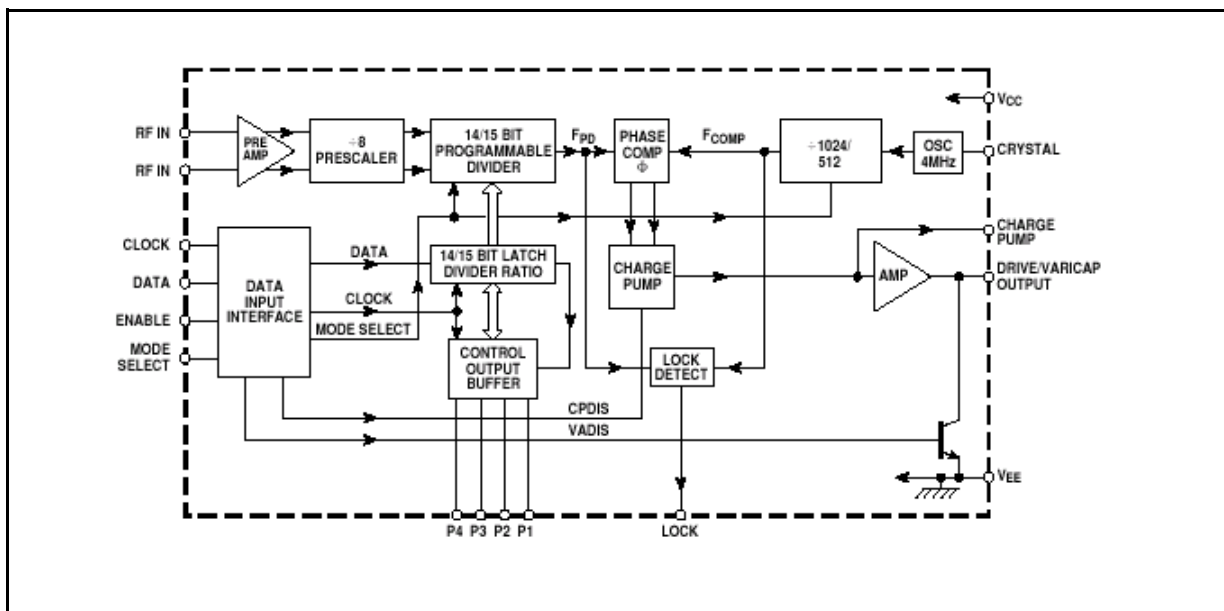 VCC
RF IN
PRE
AMP
÷8
PRESCALER
14/15 BIT
PROGRAMMABLE
DIVIDER
FPD
PHASE
COMP
Φ
FCOMP
÷1024/
512
OSC
4MHz
CRYSTAL
RF IN
CHARGE
PUMP
CLOCK
DATA
14/15 BIT LATCH
DIVIDER RATIO
CHARGE
PUMP
AMP
DRIVE/VARICAP
OUTPUT
DATA
DATA
INPUT
INTERFACE
CLOCK
ENABLE
MODE SELECT
MODE
SELECT
CONTROL
OUTPUT
BUFFER
LOCK
DETECT
CPDIS
VADIS
VEE
P4 P3 P2 P1
LOCK